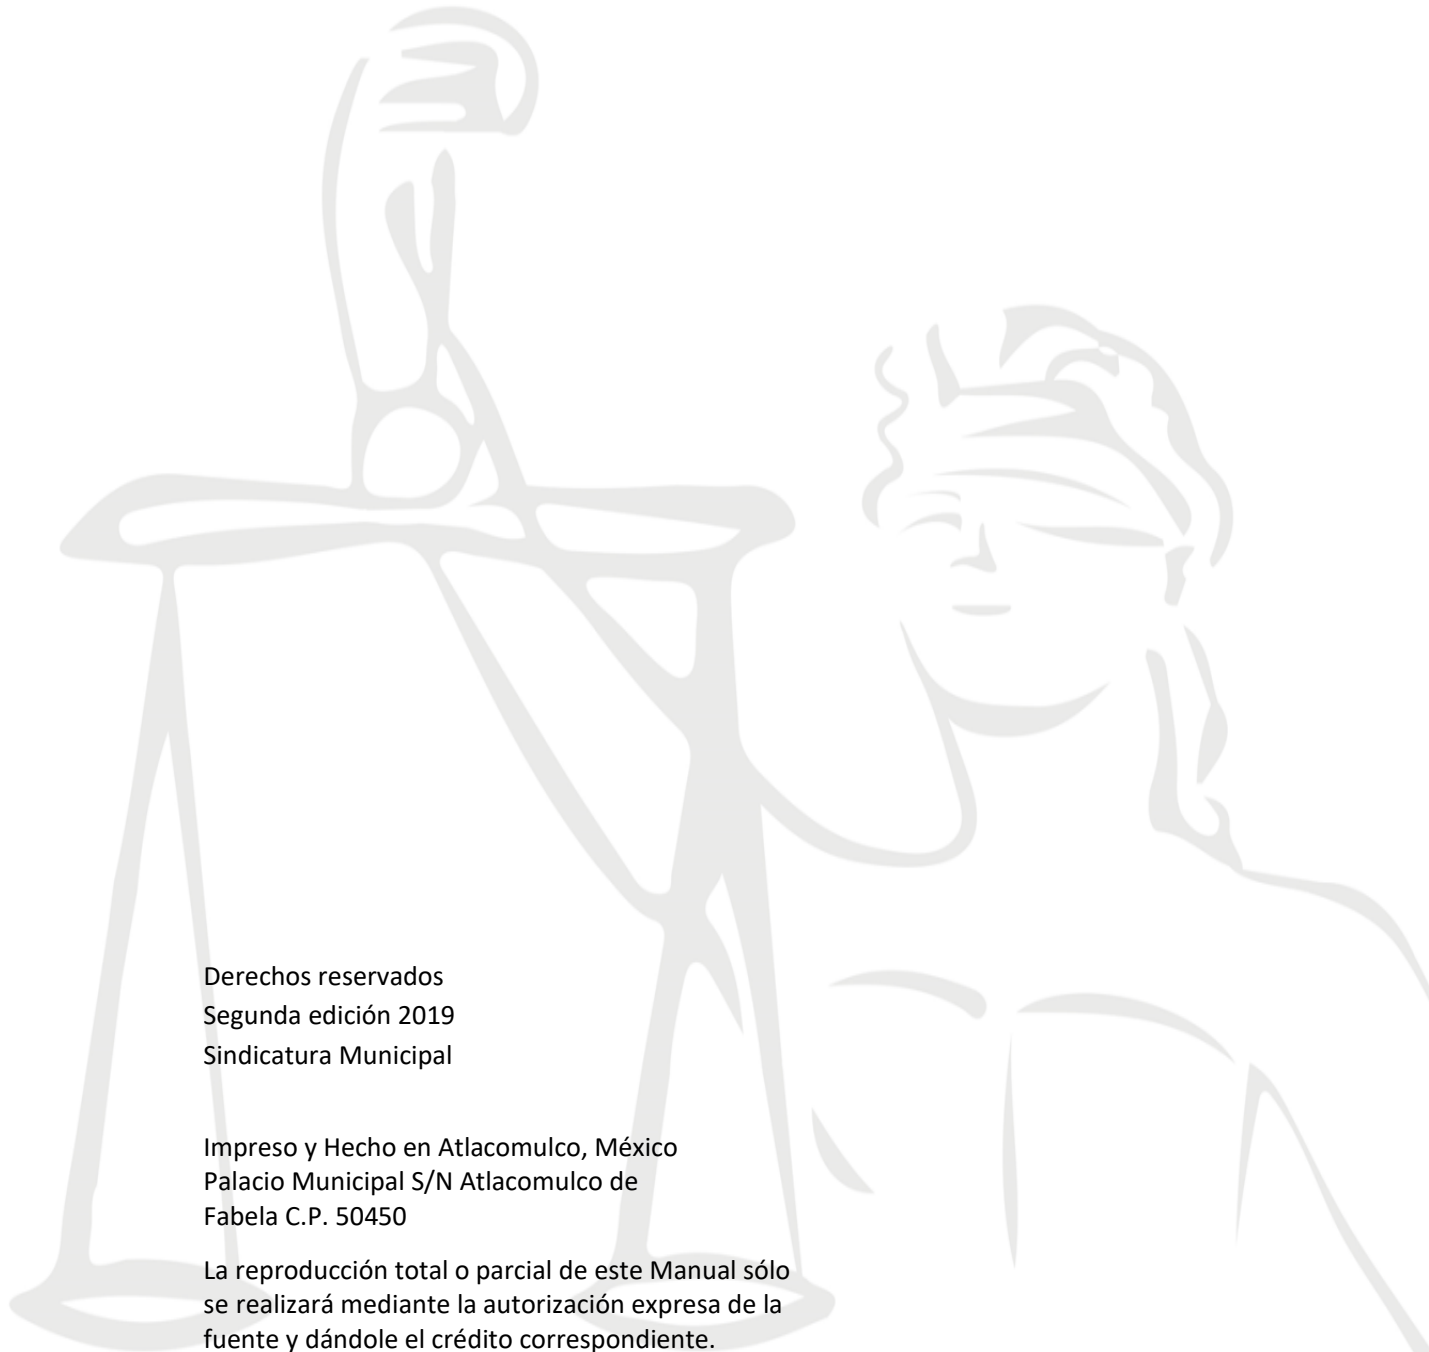 Derechos reservados
Segunda edición 2019
Sindicatura Municipal
Impreso y Hecho en Atlacomulco, México
Palacio Municipal S/N Atlacomulco de
Fabela C.P. 50450
La reproducción total o parcial de este Manual sólo
se realizará mediante la autorización expresa de la
fuente y dándole el crédito correspondiente.